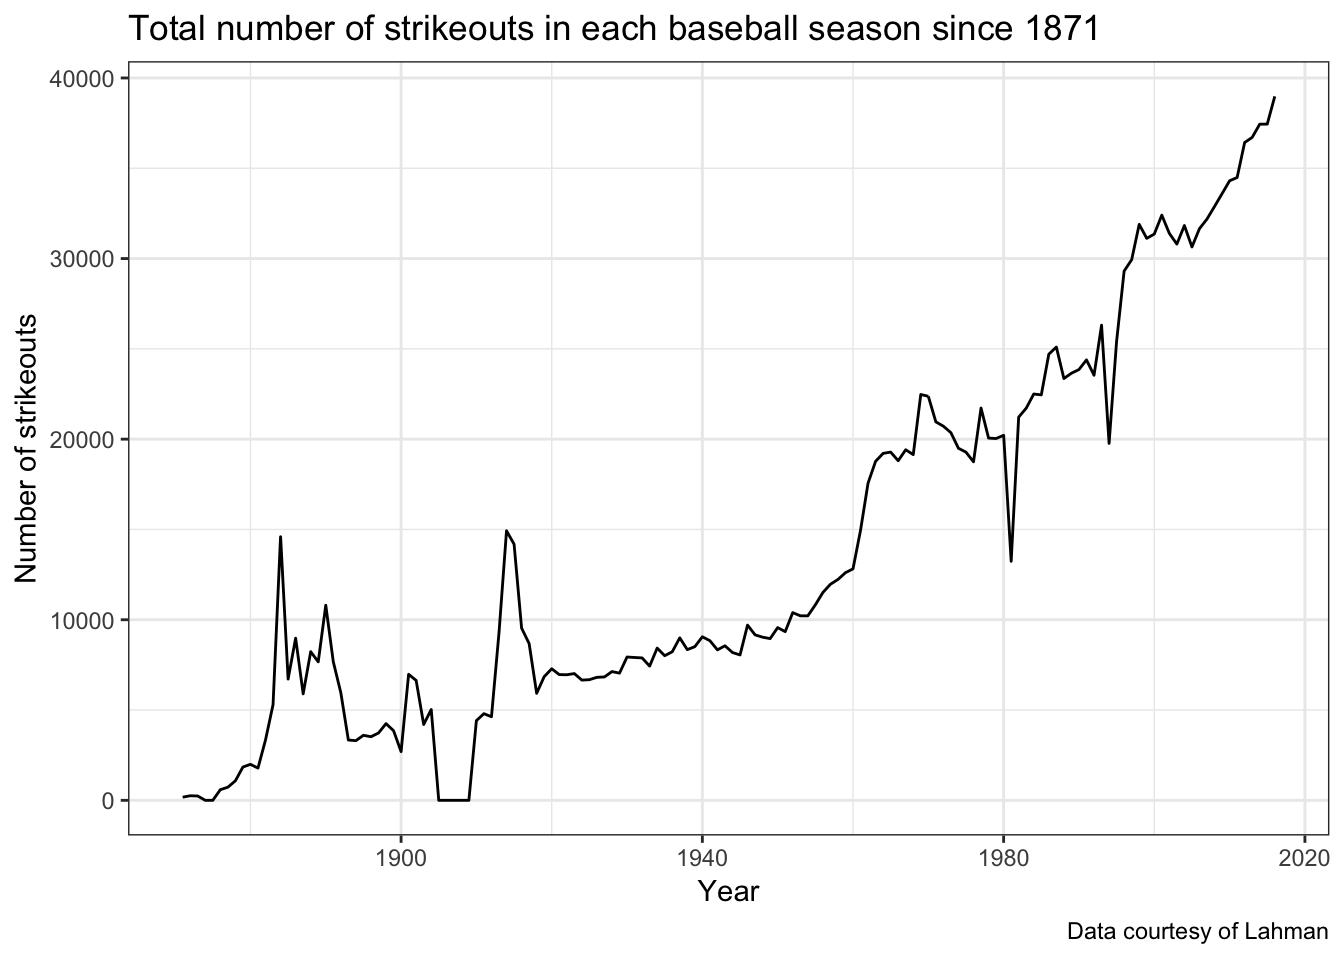 Total number of strikeouts in each baseball season since 1871
Number of strikeouts
40000
30000
20000
10000
0
1900
1940
1980
2020
Year
Data courtesy of Lahman